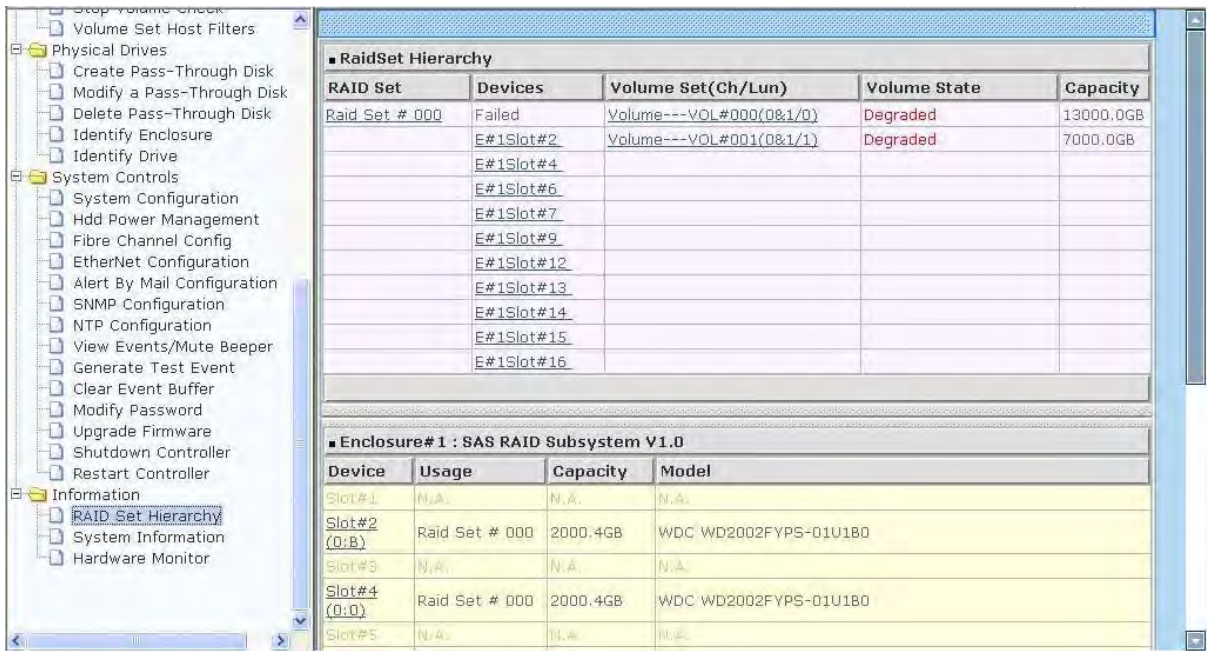 Stop Volume Check
Volume Set Host Filters
Physical Drives
Create Pass-Through Disk
Modify a Pass-Through Disk
Delete Pass-Through Disk
Identify Enclosure
Identify Drive
System Controls
System Configuration
Hdd Power Management
Fibre Channel Config
EtherNet Configuration
Alert By Mail Configuration
SNMP Configuration
NTP Configuration
View Events/Mute Beeper
Generate Test Event
Clear Event Buffer
Modify Password
Upgrade Firmware
Shutdown Controller
Restart Controller
Information
RAID Set Hierarchy
System Information
Hardware Monitor
RaidSet Hierarchy
RAID Set Devices Volume Set(Ch/Lun) Volume State Capacity
Raid Set # 000 Failed Volume---VOL#000(0&1/0) Degraded 13000.0GB
E#1Slot#2 Volume---VOL#001(0&1/1) Degraded 7000.0GB
E#1Slot#4
E#1Slot#6
E#1Slot#7
E#1Slot#9
E#1Slot#12
E#1Slot#13
E#1Slot#14
E#1Slot#15
E#1Slot#16
Enclosure#1 : SAS RAID Subsystem V1.0
Device Usage Capacity Model
Slot#1 N.A. N.A. N.A.
Slot#2 (0:B) Raid Set # 000 2000.4GB WDC WD2002FYPS-01U1B0
Slot#3 N.A. N.A. N.A.
Slot#4 (0:0) Raid Set # 000 2000.4GB WDC WD2002FYPS-01U1B0
Slot#5 N.A. N.A. N.A.